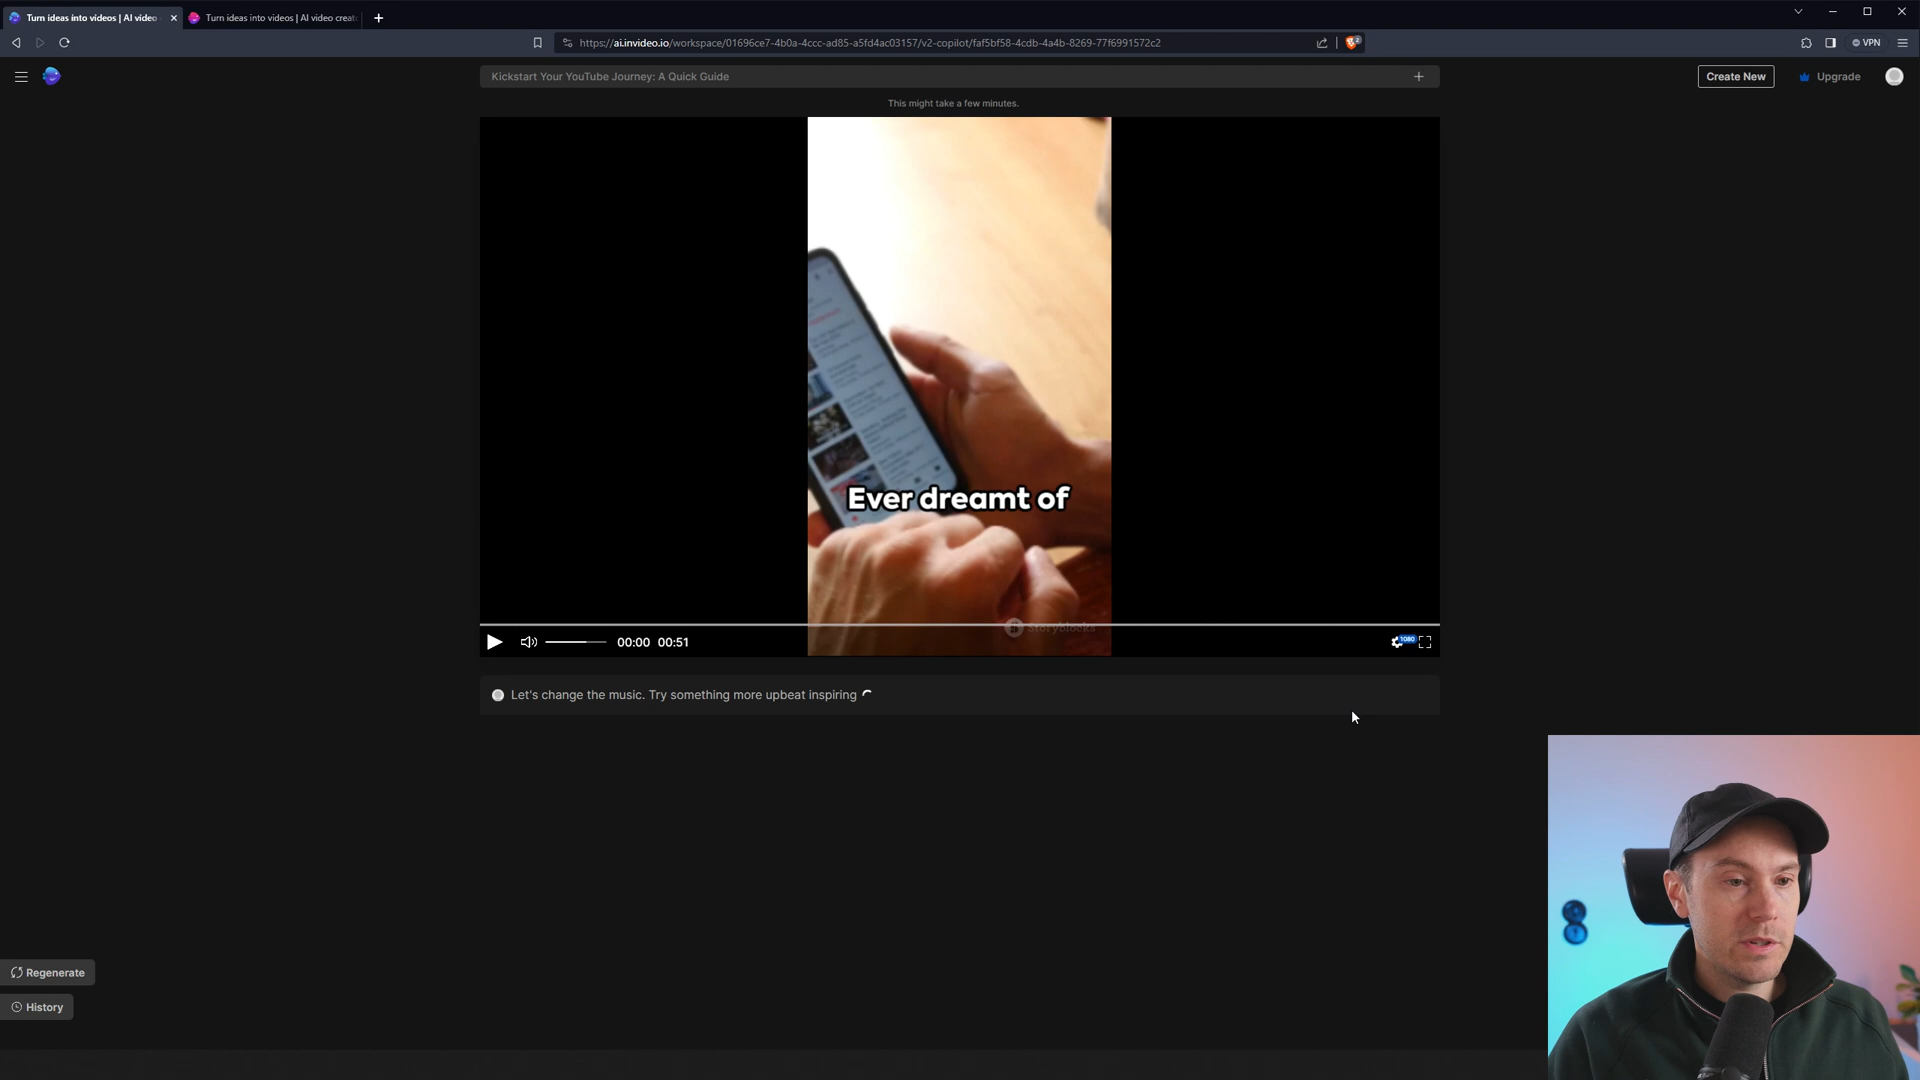 Turn ideas into videos | AI video
Turn ideas into videos | AI video creat
https://ai.invideo.io/workspace/01696ce7-4b0a-4ccc-ad85-a5fd4ac03157/v2-copilot/faf5bf58-4cdb-4a4b-8269-77f6991572c2
2
VPN
Kickstart Your YouTube Journey: A Quick Guide
Create New
Upgrade
This might take a few minutes.
Ever dreamt of
Storyblocks
00:00 00:51
1080
Let's change the music. Try something more upbeat inspiring
Regenerate
History